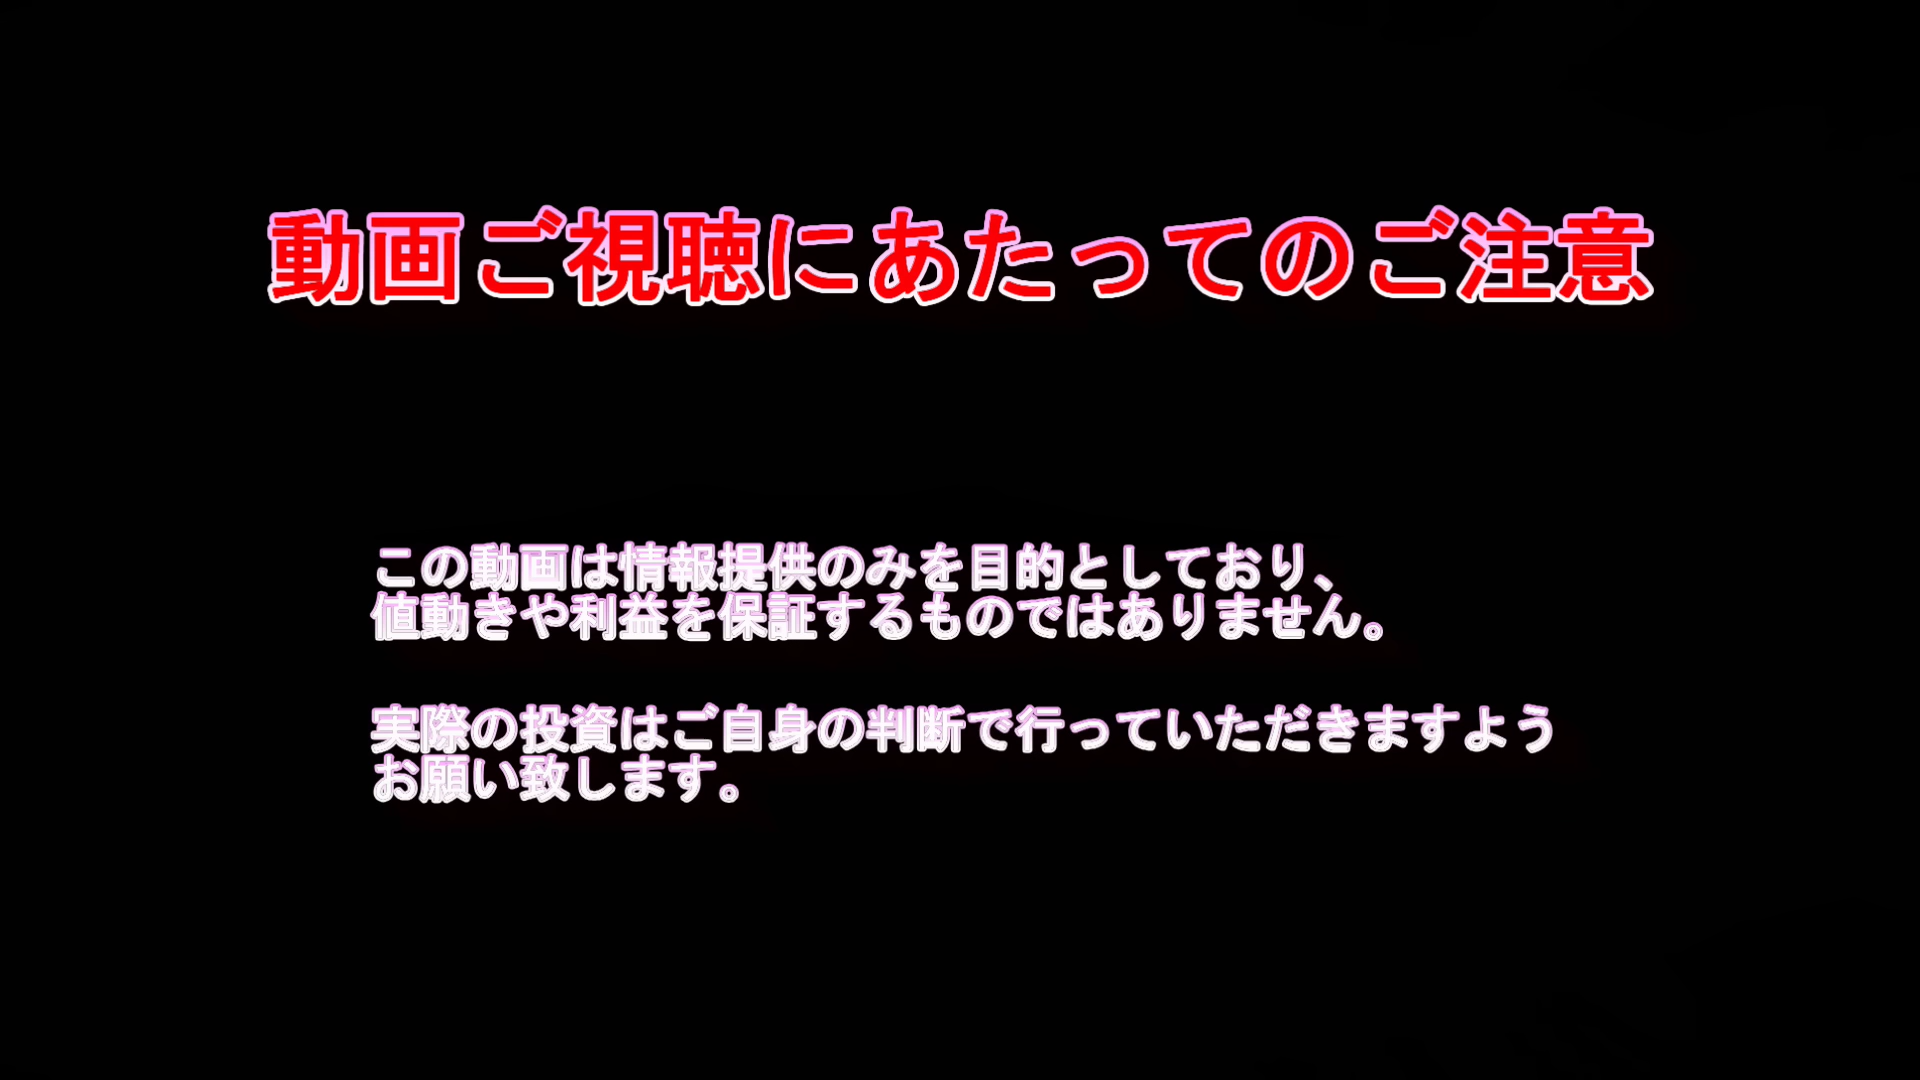 動画ご視聴にあたってのご注意
この動画は情報提供のみを目的としており、
値動きや利益を保証するものではありません。
実際の投資はご自身の判断で行っていただきますよう
お願い致します。